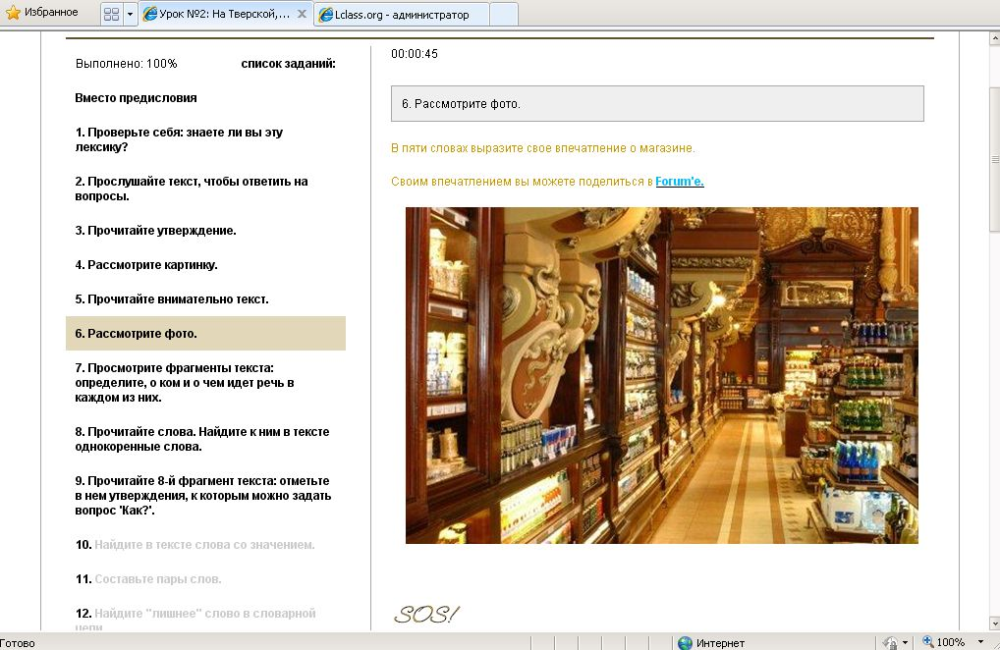 Избранное
Урок №2: На Тверской,...
Lclass.org - администратор
Выполнено: 100%
список заданий:
Вместо предисловия
1. Проверьте себя: знаете ли вы эту
лексику?
2. Прослушайте текст, чтобы ответить на
вопросы.
3. Прочитайте утверждение.
4. Рассмотрите картинку.
5. Прочитайте внимательно текст.
6. Рассмотрите фото.
7. Просмотрите фрагменты текста:
определите, о ком и о чем идет речь в
каждом из них.
8. Прочитайте слова. Найдите к ним в тексте
однокоренные слова.
9. Прочитайте 8-й фрагмент текста: отметьте
в нем утверждения, к которым можно задать
вопрос 'Как?'.
10. Найдите в тексте слова со значением.
11. Составьте пары слов.
12. Найдите "лишнее" слово в словарной
цепи
00:00:45
6. Рассмотрите фото.
В пяти словах выразите свое впечатление о магазине.
Своим впечатлением вы можете поделиться в Forum'е.
SOS!
Готово
Интернет
100%